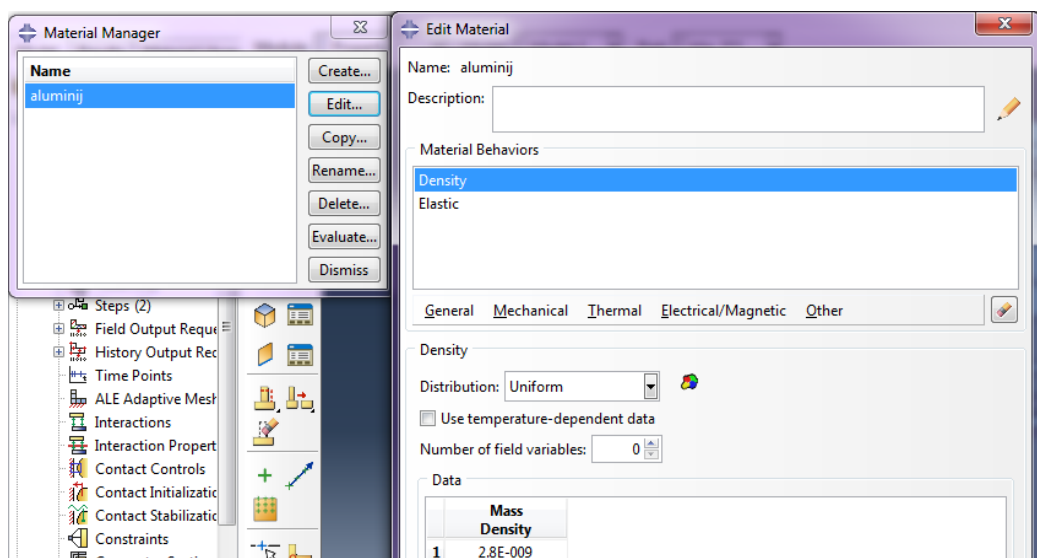 Material Manager
Name
aluminij
Create...
Edit...
Copy...
Rename...
Delete...
Evaluate...
Dismiss
Steps (2)
Field Output Reque
History Output Rec
Time Points
ALE Adaptive Mesh
Interactions
Interaction Propert
Contact Controls
Contact Initializatic
Contact Stabilizatic
Constraints
Edit Material
Name: aluminij
Description:
Material Behaviors
Density
Elastic
General Mechanical Thermal Electrical/Magnetic Other
Density
Distribution: Uniform
Use temperature-dependent data
Number of field variables: 0
Data
Mass
Density
1 2.8E-009